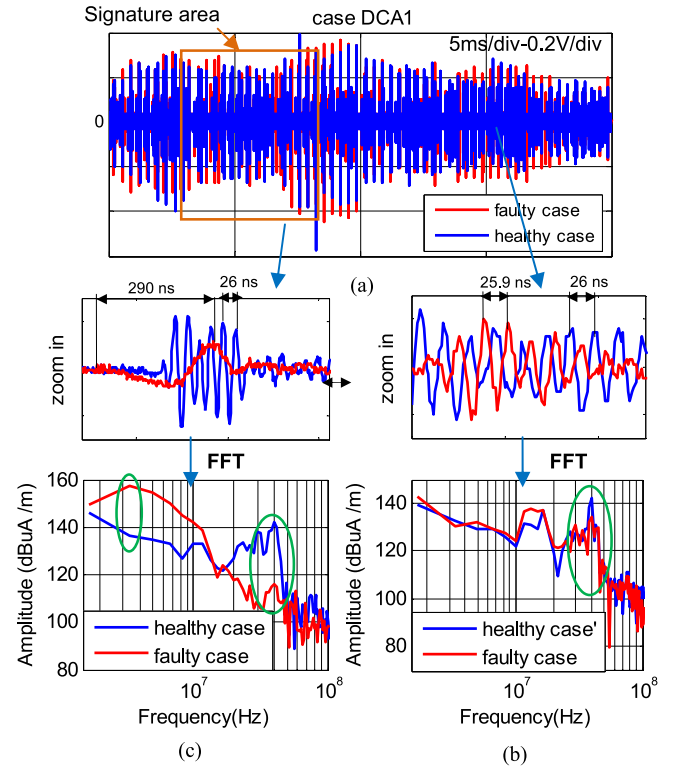 Signature area
case DCA1
5ms/div-0.2V/div
0
faulty case
healthy case
(a)
290 ns
26 ns
25.9 ns
26 ns
zoom in
zoom in
FFT
FFT
160
140
120
100
80
Amplitude (dBuA /m)
healthy case
faulty case
10^7
10^8
Frequency(Hz)
(c)
160
140
120
100
80
Amplitude (dBuA /m)
healthy case'
faulty case
10^7
10^8
Frequency(Hz)
(b)